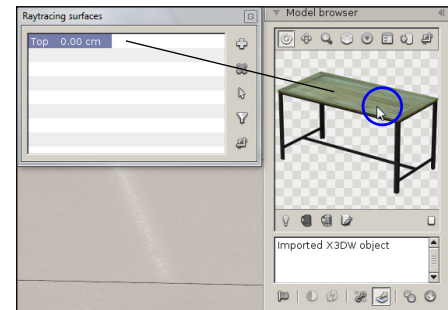 Raytracing surfaces
Top 0.00 cm
Model browser
Imported X3DW object